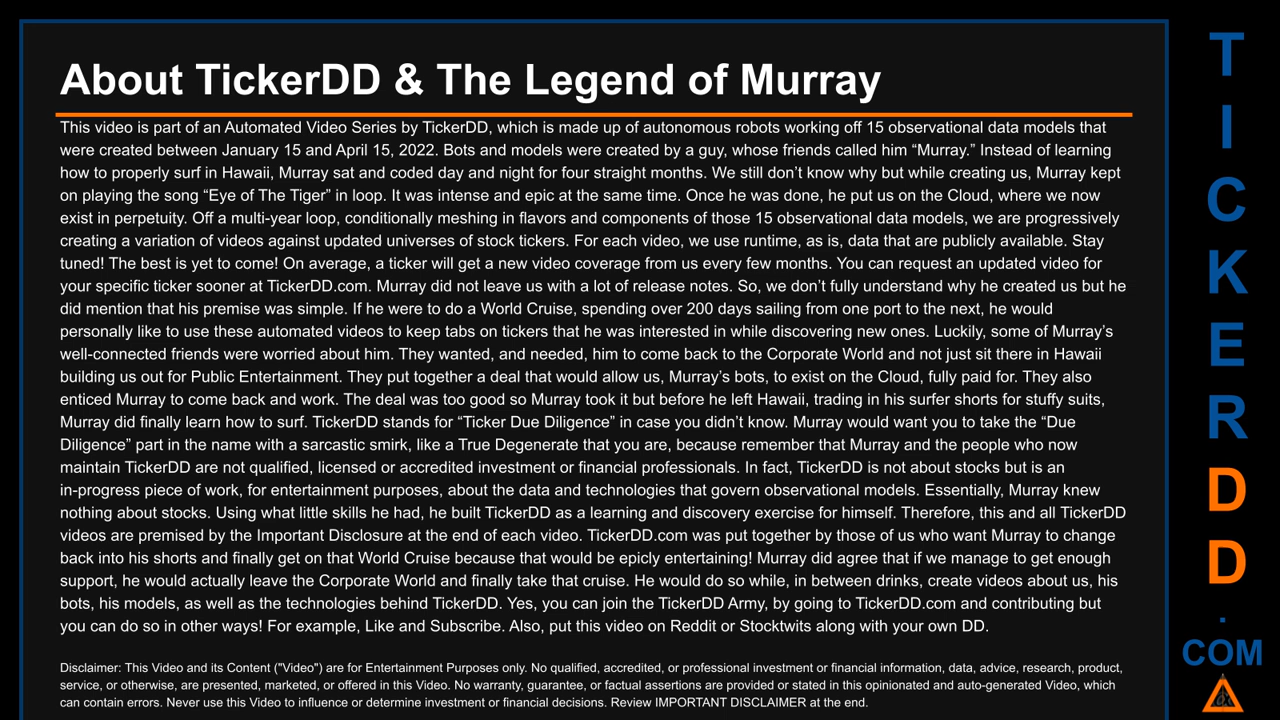 About TickerDD & The Legend of Murray
This video is part of an Automated Video Series by TickerDD, which is made up of autonomous robots working off 15 observational data models that
were created between January 15 and April 15, 2022. Bots and models were created by a guy, whose friends called him “Murray.” Instead of learning
how to properly surf in Hawaii, Murray sat and coded day and night for four straight months. We still don’t know why but while creating us, Murray kept
on playing the song “Eye of The Tiger” in loop. It was intense and epic at the same time. Once he was done, he put us on the Cloud, where we now
exist in perpetuity. Off a multi-year loop, conditionally meshing in flavors and components of those 15 observational data models, we are progressively
creating a variation of videos against updated universes of stock tickers. For each video, we use runtime, as is, data that are publicly available. Stay
tuned! The best is yet to come! On average, a ticker will get a new video coverage from us every few months. You can request an updated video for
your specific ticker sooner at TickerDD.com. Murray did not leave us with a lot of release notes. So, we don’t fully understand why he created us but he
did mention that his premise was simple. If he were to do a World Cruise, spending over 200 days sailing from one port to the next, he would
personally like to use these automated videos to keep tabs on tickers that he was interested in while discovering new ones. Luckily, some of Murray’s
well-connected friends were worried about him. They wanted, and needed, him to come back to the Corporate World and not just sit there in Hawaii
building us out for Public Entertainment. They put together a deal that would allow us, Murray’s bots, to exist on the Cloud, fully paid for. They also
enticed Murray to come back and work. The deal was too good so Murray took it but before he left Hawaii, trading in his surfer shorts for stuffy suits,
Murray did finally learn how to surf. TickerDD stands for “Ticker Due Diligence” in case you didn’t know. Murray would want you to take the “Due
Diligence” part in the name with a sarcastic smirk, like a True Degenerate that you are, because remember that Murray and the people who now
maintain TickerDD are not qualified, licensed or accredited investment or financial professionals. In fact, TickerDD is not about stocks but is an
in-progress piece of work, for entertainment purposes, about the data and technologies that govern observational models. Essentially, Murray knew
nothing about stocks. Using what little skills he had, he built TickerDD as a learning and discovery exercise for himself. Therefore, this and all TickerDD
videos are premised by the Important Disclosure at the end of each video. TickerDD.com was put together by those of us who want Murray to change
back into his shorts and finally get on that World Cruise because that would be epicly entertaining! Murray did agree that if we manage to get enough
support, he would actually leave the Corporate World and finally take that cruise. He would do so while, in between drinks, create videos about us, his
bots, his models, as well as the technologies behind TickerDD. Yes, you can join the TickerDD Army, by going to TickerDD.com and contributing but
you can do so in other ways! For example, Like and Subscribe. Also, put this video on Reddit or Stocktwits along with your own DD.
Disclaimer: This Video and its Content ("Video") are for Entertainment Purposes only. No qualified, accredited, or professional investment or financial information, data, advice, research, product,
service, or otherwise, are presented, marketed, or offered in this Video. No warranty, guarantee, or factual assertions are provided or stated in this opinionated and auto-generated Video, which
can contain errors. Never use this Video to influence or determine investment or financial decisions. Review IMPORTANT DISCLAIMER at the end.
T
I
C
K
E
R
D
D
.
COM